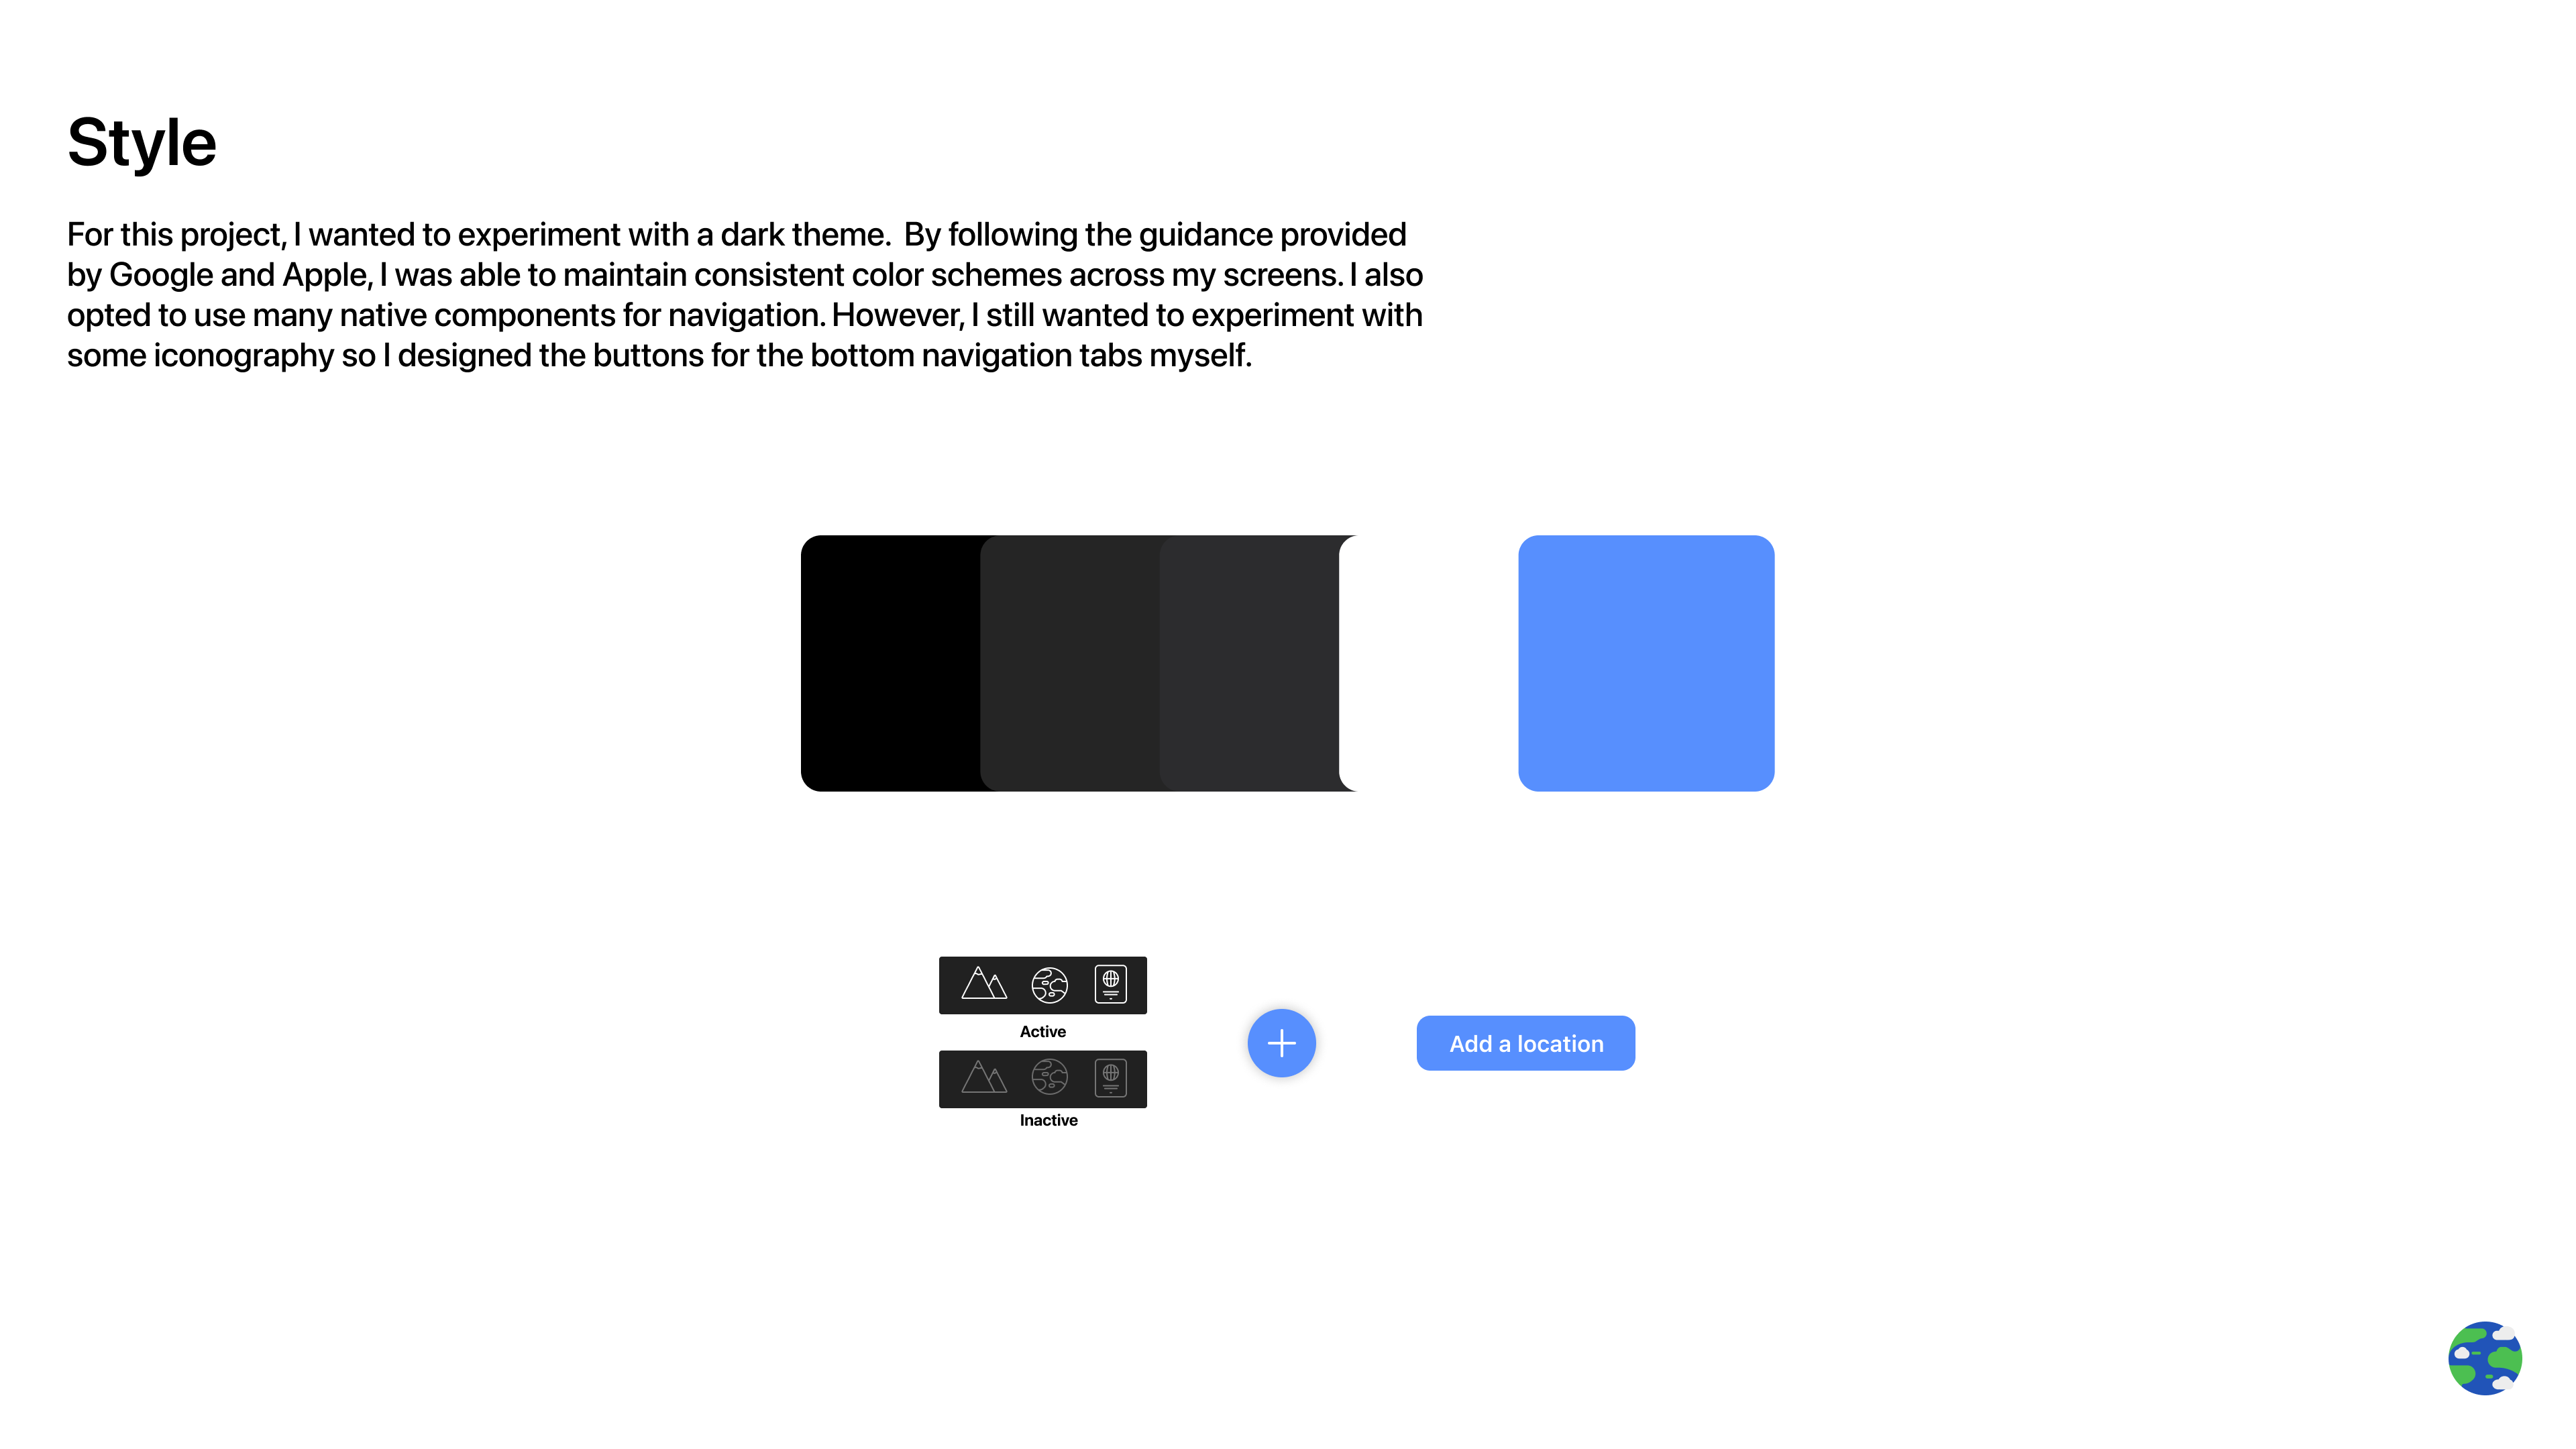 Style
For this project, I wanted to experiment with a dark theme.  By following the guidance provided
by Google and Apple, I was able to maintain consistent color schemes across my screens. I also
opted to use many native components for navigation. However, I still wanted to experiment with
some iconography so I designed the buttons for the bottom navigation tabs myself.
Active
Inactive
Add a location